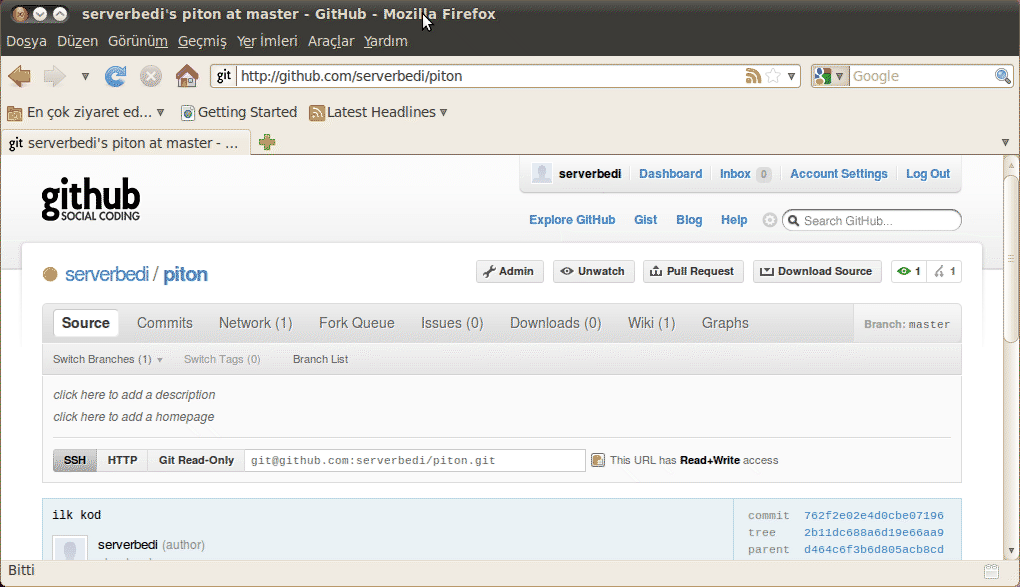 serverbedi's piton at master - GitHub - Mozilla Firefox
Dosya Düzen Görünüm Geçmiş Yer İmleri Araçlar Yardım
git http://github.com/serverbedi/piton Google
En çok ziyaret ed... Getting Started Latest Headlines
git serverbedi's piton at master - ...
github
SOCIAL CODING
serverbedi Dashboard Inbox 0 Account Settings Log Out
Explore GitHub Gist Blog Help Search GitHub...
serverbedi / piton
Admin Unwatch Pull Request Download Source 1 1
Source Commits Network (1) Fork Queue Issues (0) Downloads (0) Wiki (1) Graphs Branch: master
Switch Branches (1) Switch Tags (0) Branch List
click here to add a description
click here to add a homepage
SSH HTTP Git Read-Only git@github.com:serverbedi/piton.git This URL has Read+Write access
ilk kod
serverbedi (author)
commit 762f2e02e4d0cbe07196
tree 2b11dc688a6d19e66aa9
parent d464c6f3b6d805acb8cd
Bitti